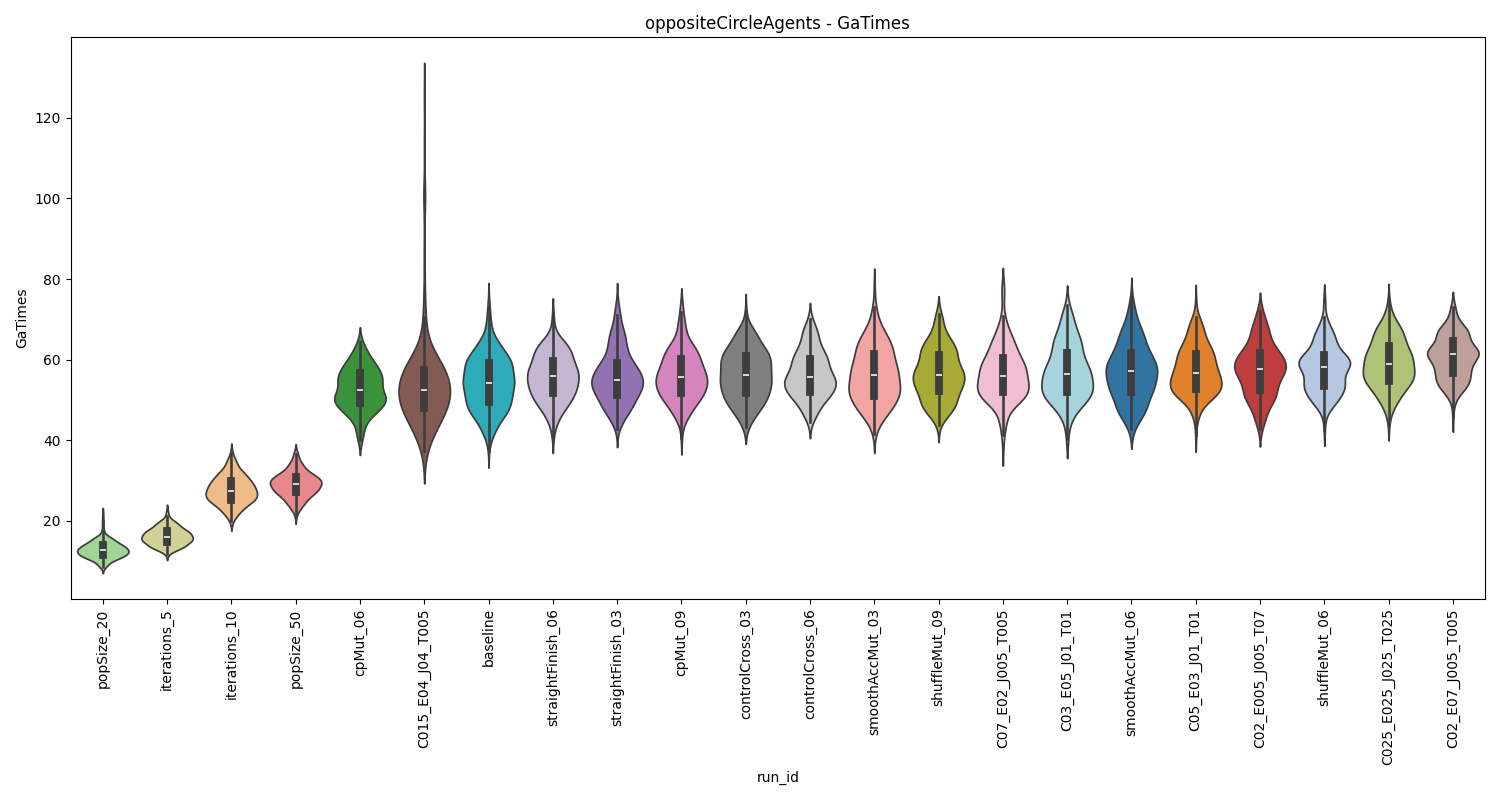 oppositeCircleAgents - GaTimes
GaTimes
120
100
80
60
40
20
popSize_20
iterations_5
iterations_10
popSize_50
cpMut_06
C015_E04_J04_T005
baseline
straightFinish_06
straightFinish_03
cpMut_09
controlCross_03
controlCross_06
smoothAccMut_03
shuffleMut_09
C07_E02_J005_T005
C03_E05_J01_T01
smoothAccMut_06
C05_E03_J01_T01
C02_E005_J005_T07
shuffleMut_06
C025_E025_J025_T025
C02_E07_J005_T005
run_id